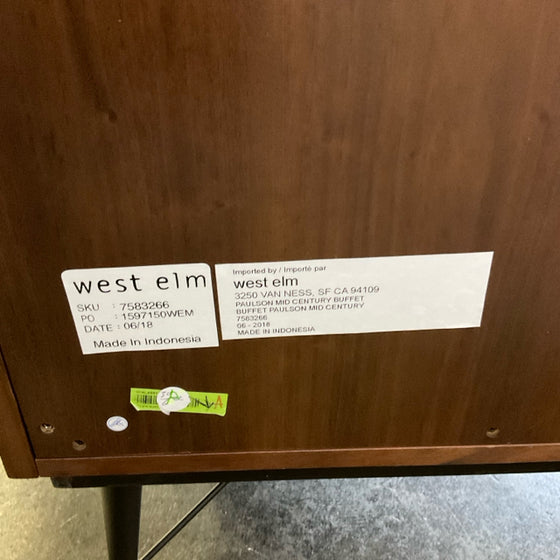 west elm
SKU : 7583266
PO : 1597150WEM
DATE : 06/18
Made In Indonesia
Imported by / Importé par
west elm
3250 VAN NESS, SF CA 94109
PAULSON MID CENTURY BUFFET
BUFFET PAULSON MID CENTURY
7583266
06 - 2018
MADE IN INDONESIA
A